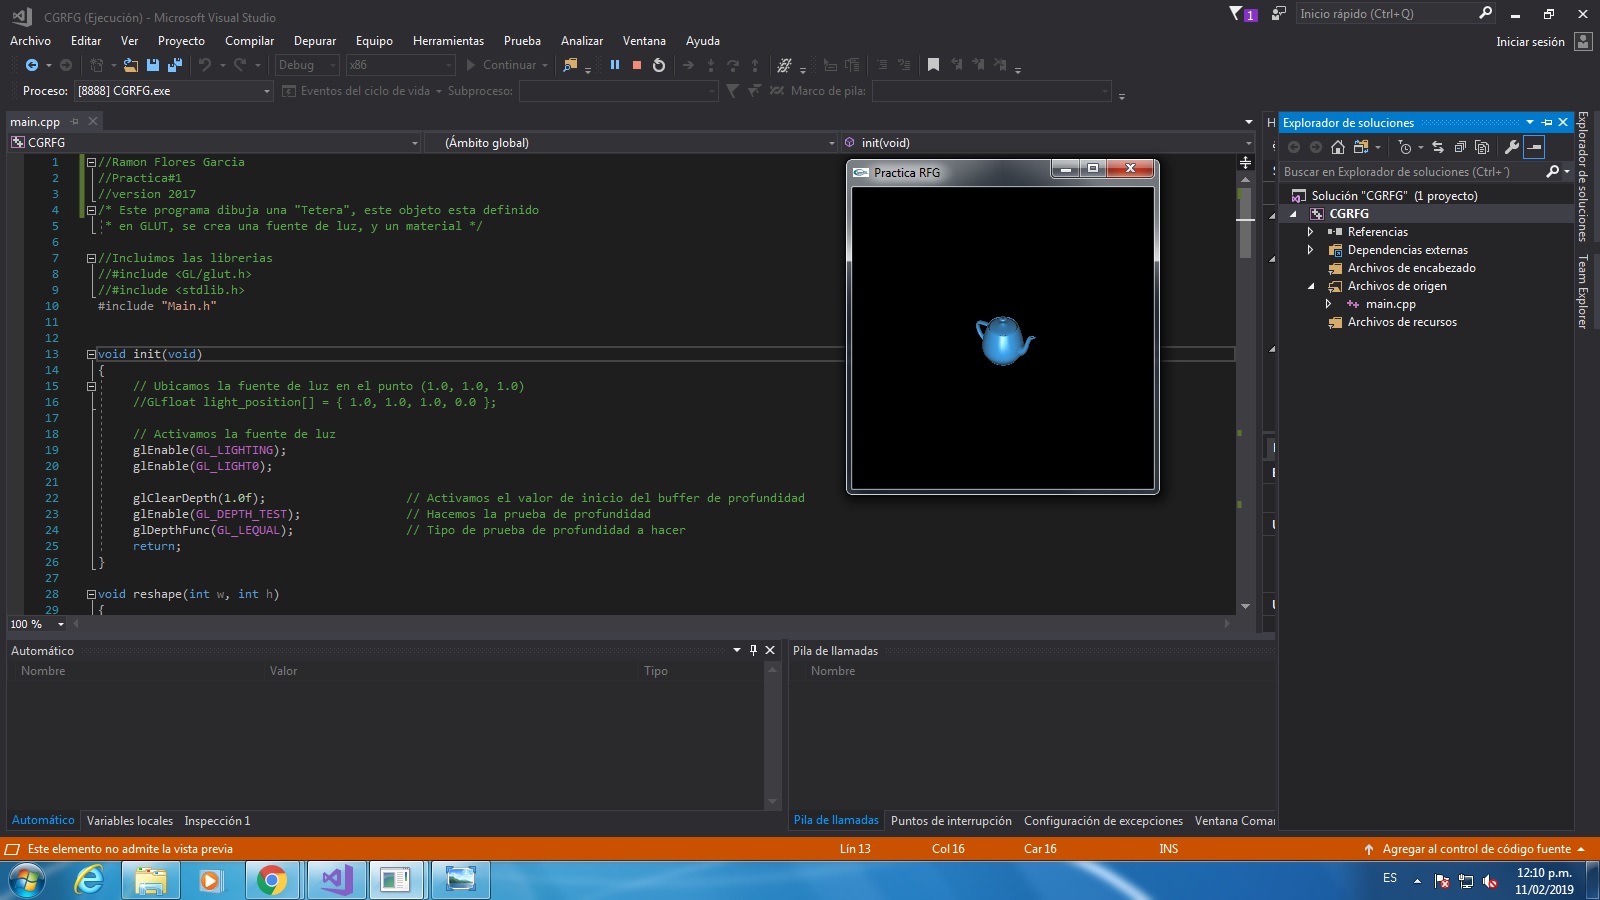 CGRFG (Ejecución) - Microsoft Visual Studio
1
Inicio rápido (Ctrl+Q)
Archivo Editar Ver Proyecto Compilar Depurar Equipo Herramientas Prueba Analizar Ventana Ayuda
Iniciar sesión
Debug x86 Continuar
Proceso: [8888] CGRFG.exe Eventos del ciclo de vida Subproceso: Marco de pila:
main.cpp
CGRFG (Ámbito global) init(void)
1 //Ramon Flores Garcia
2 //Practica#1
3 //version 2017
4 /* Este programa dibuja una "Tetera", este objeto esta definido
5 * en GLUT, se crea una fuente de luz, y un material */
6
7 //Incluimos las librerias
8 //#include <GL/glut.h>
9 //#include <stdlib.h>
10 #include "Main.h"
11
12
13 void init(void)
14 {
15 // Ubicamos la fuente de luz en el punto (1.0, 1.0, 1.0)
16 //GLfloat light_position[] = { 1.0, 1.0, 1.0, 0.0 };
17
18 // Activamos la fuente de luz
19 glEnable(GL_LIGHTING);
20 glEnable(GL_LIGHT0);
21
22 glClearDepth(1.0f); // Activamos el valor de inicio del buffer de profundidad
23 glEnable(GL_DEPTH_TEST); // Hacemos la prueba de profundidad
24 glDepthFunc(GL_LEQUAL); // Tipo de prueba de profundidad a hacer
25 return;
26 }
27
28 void reshape(int w, int h)
29 {
100 %
Practica RFG
Explorador de soluciones
Buscar en Explorador de soluciones (Ctrl+´)
Solución "CGRFG" (1 proyecto)
CGRFG
Referencias
Dependencias externas
Archivos de encabezado
Archivos de origen
main.cpp
Archivos de recursos
Explorador de soluciones
Team Explorer
Automático
Nombre Valor Tipo
Automático Variables locales Inspección 1
Pila de llamadas
Nombre
Pila de llamadas Puntos de interrupción Configuración de excepciones Ventana Coma
Este elemento no admite la vista previa Lín 13 Col 16 Car 16 INS Agregar al control de código fuente
ES
12:10 p.m.
11/02/2019